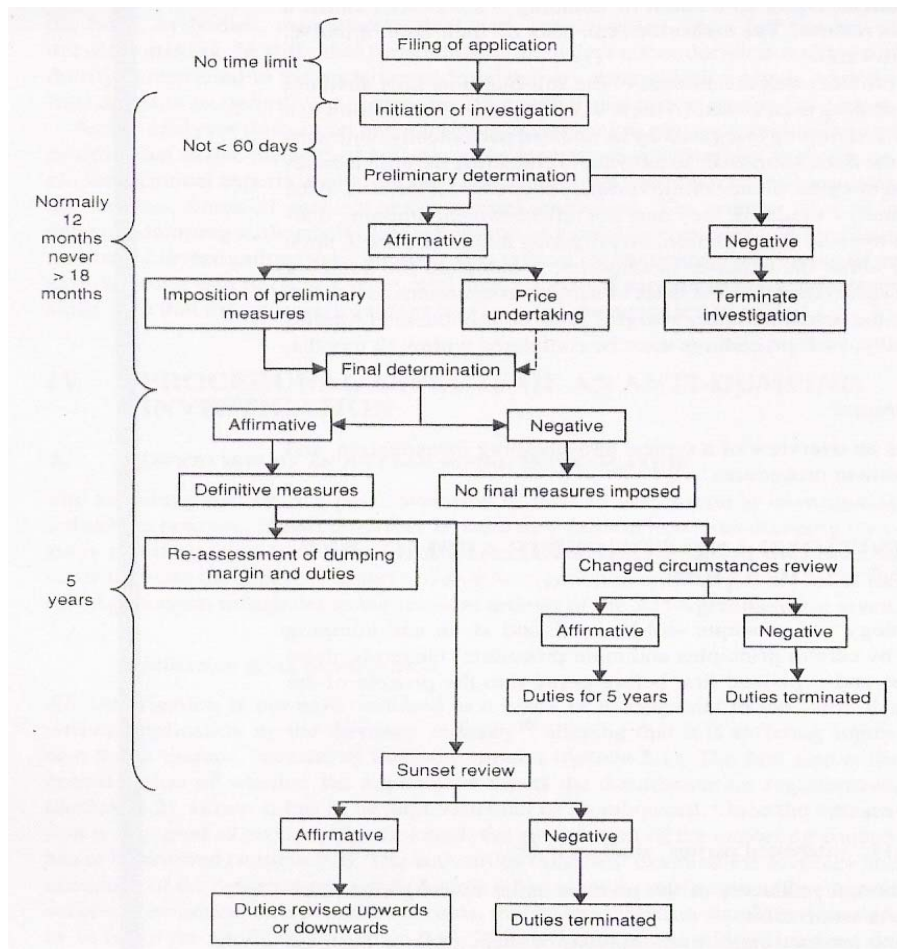 Filing of application
No time limit
Initiation of investigation
Not < 60 days
Preliminary determination
Normally
12
months
never
> 18
months
Affirmative
Negative
Imposition of preliminary
measures
Price
undertaking
Terminate
investigation
Final determination
Affirmative
Negative
Definitive measures
No final measures imposed
5
years
Re-assessment of dumping
margin and duties
Changed circumstances review
Affirmative
Negative
Duties for 5 years
Duties terminated
Sunset review
Affirmative
Negative
Duties revised upwards
or downwards
Duties terminated